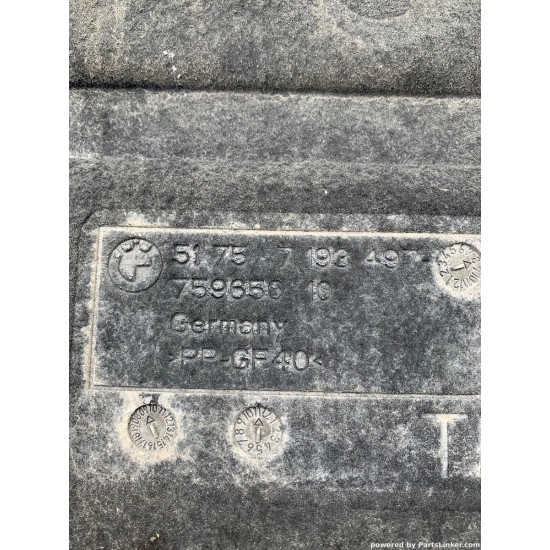 51.75 7 193 497
759656 10
Germany
>PP-GF40<
T
powered by PartsLinker.com